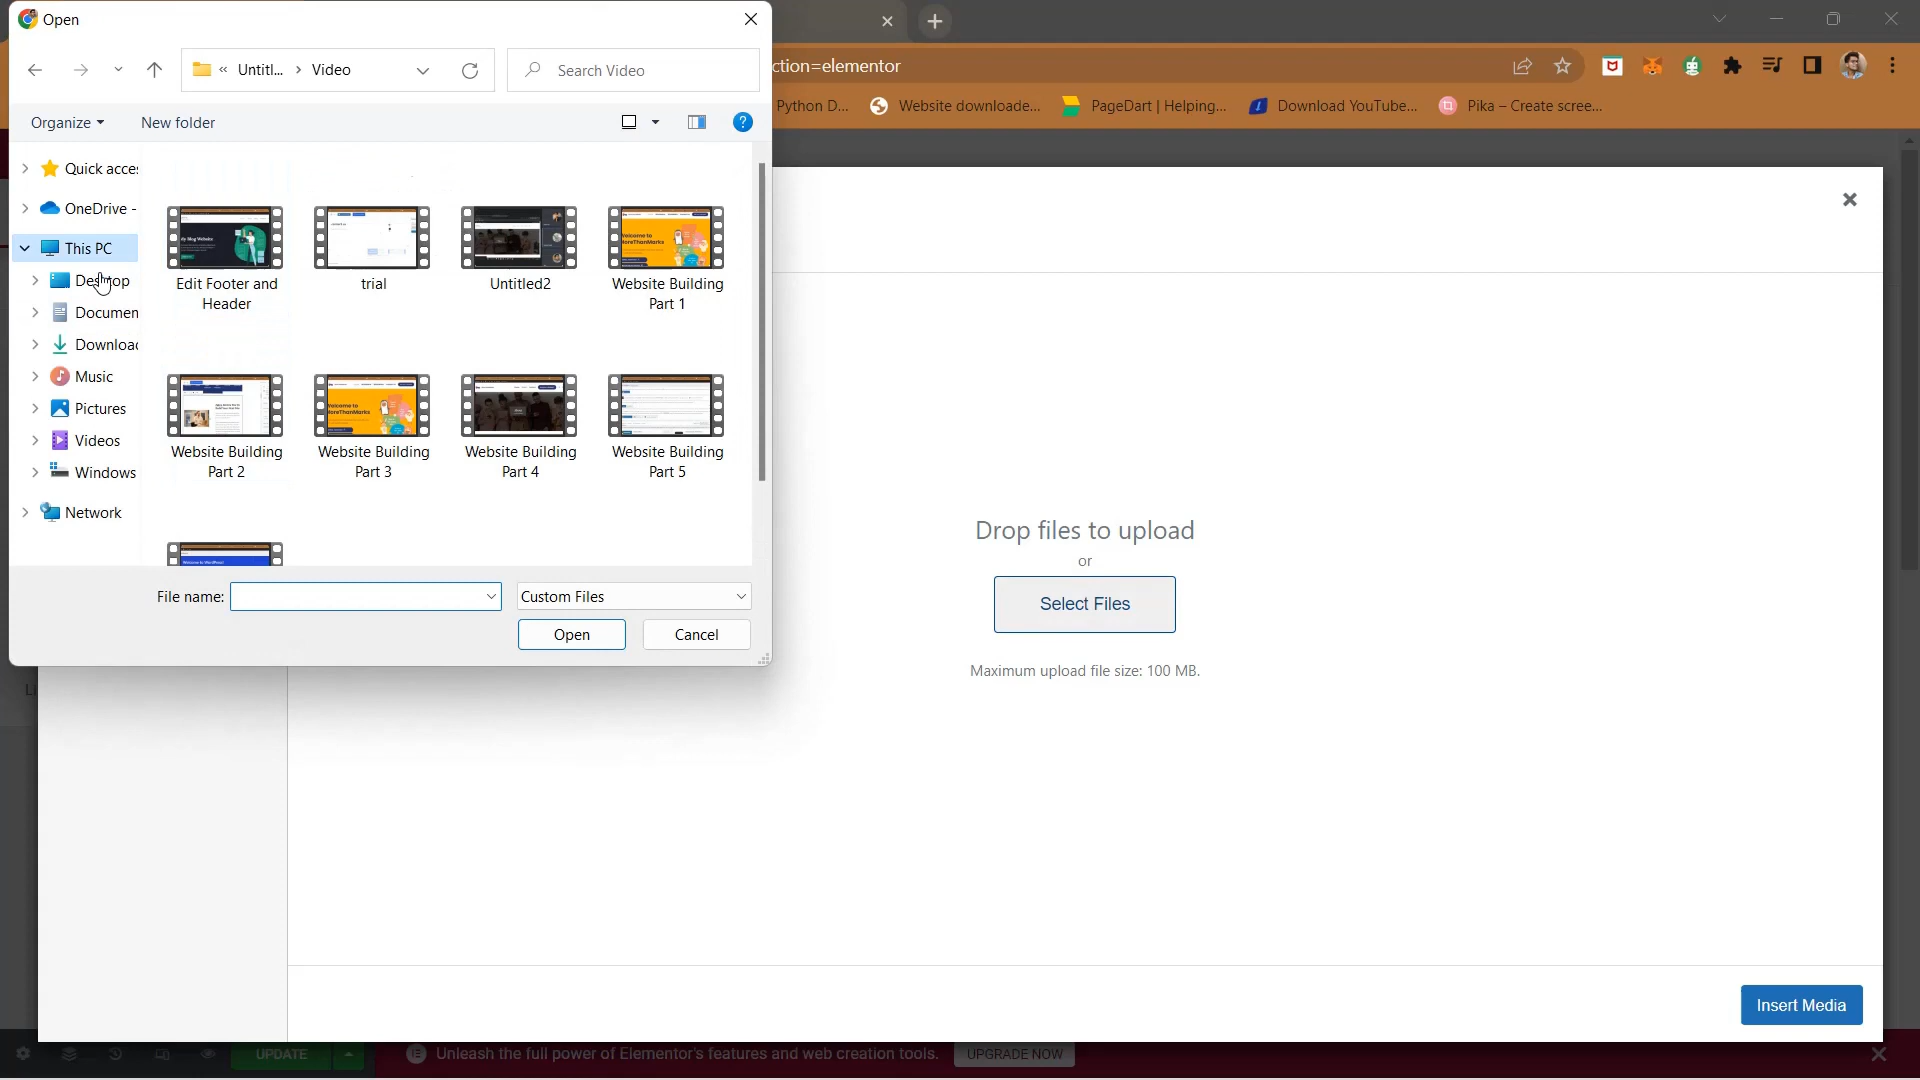 Open
Untitl...
Video
Search Video
ction=elementor
Python D...
Website downloade...
PageDart | Helping...
Download YouTube...
Pika – Create scree...
Organize
New folder
Quick acce
OneDrive -
This PC
Desktop
Documen
Downloa
Music
Pictures
Videos
Windows
Network
Edit Footer and
Header
trial
Untitled2
Website Building
Part 1
Website Building
Part 2
Website Building
Part 3
Website Building
Part 4
Website Building
Part 5
File name:
Custom Files
Open
Cancel
Drop files to upload
or
Select Files
Maximum upload file size: 100 MB.
Insert Media
UPDATE
Unleash the full power of Elementor's features and web creation tools.
UPGRADE NOW